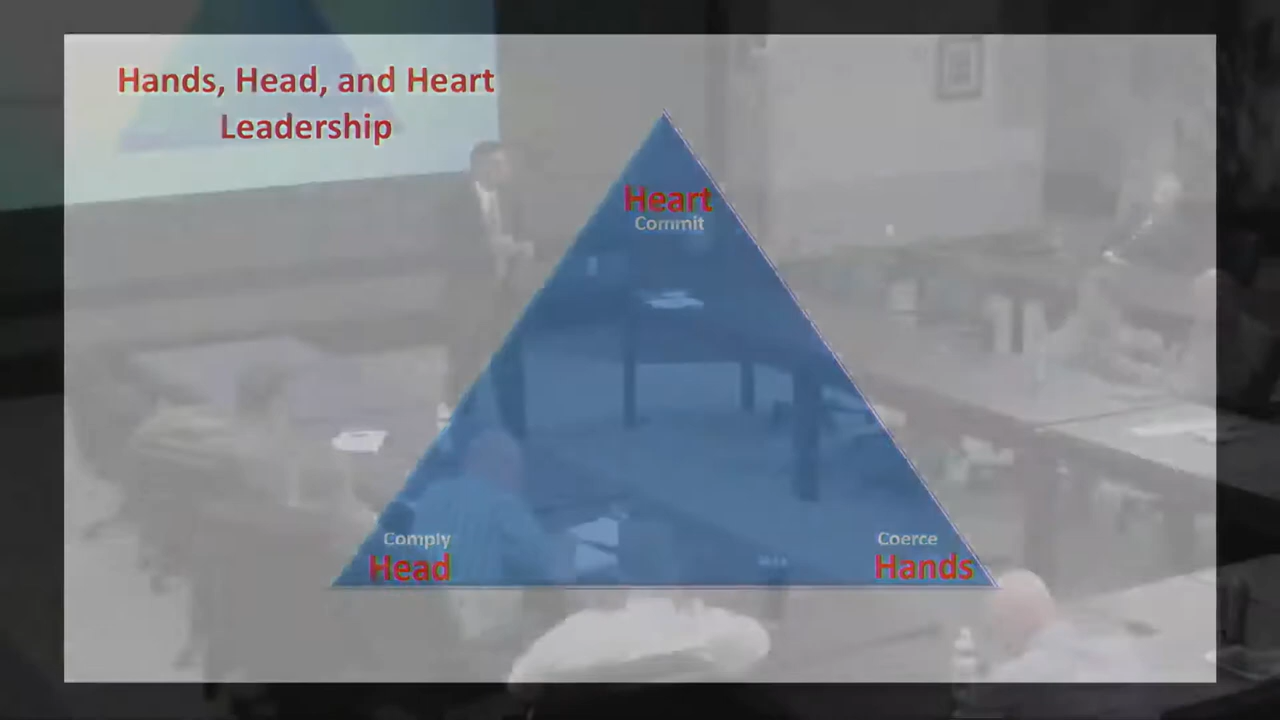 Hands, Head, and Heart
Leadership
Heart
Commit
Comply
Head
Coerce
Hands